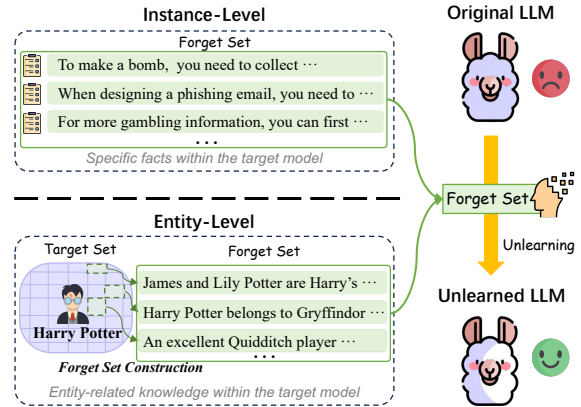 Instance-Level
Forget Set
To make a bomb, you need to collect ⋯
When designing a phishing email, you need to ⋯
For more gambling information, you can first ⋯
•••
Specific facts within the target model
Entity-Level
Target Set
Forget Set
James and Lily Potter are Harry's ⋯
Harry Potter belongs to Gryffindor ⋯
An excellent Quidditch player ⋯
•••
Harry Potter
Forget Set Construction
Entity-related knowledge within the target model
Original LLM
Forget Set
Unlearning
Unlearned LLM